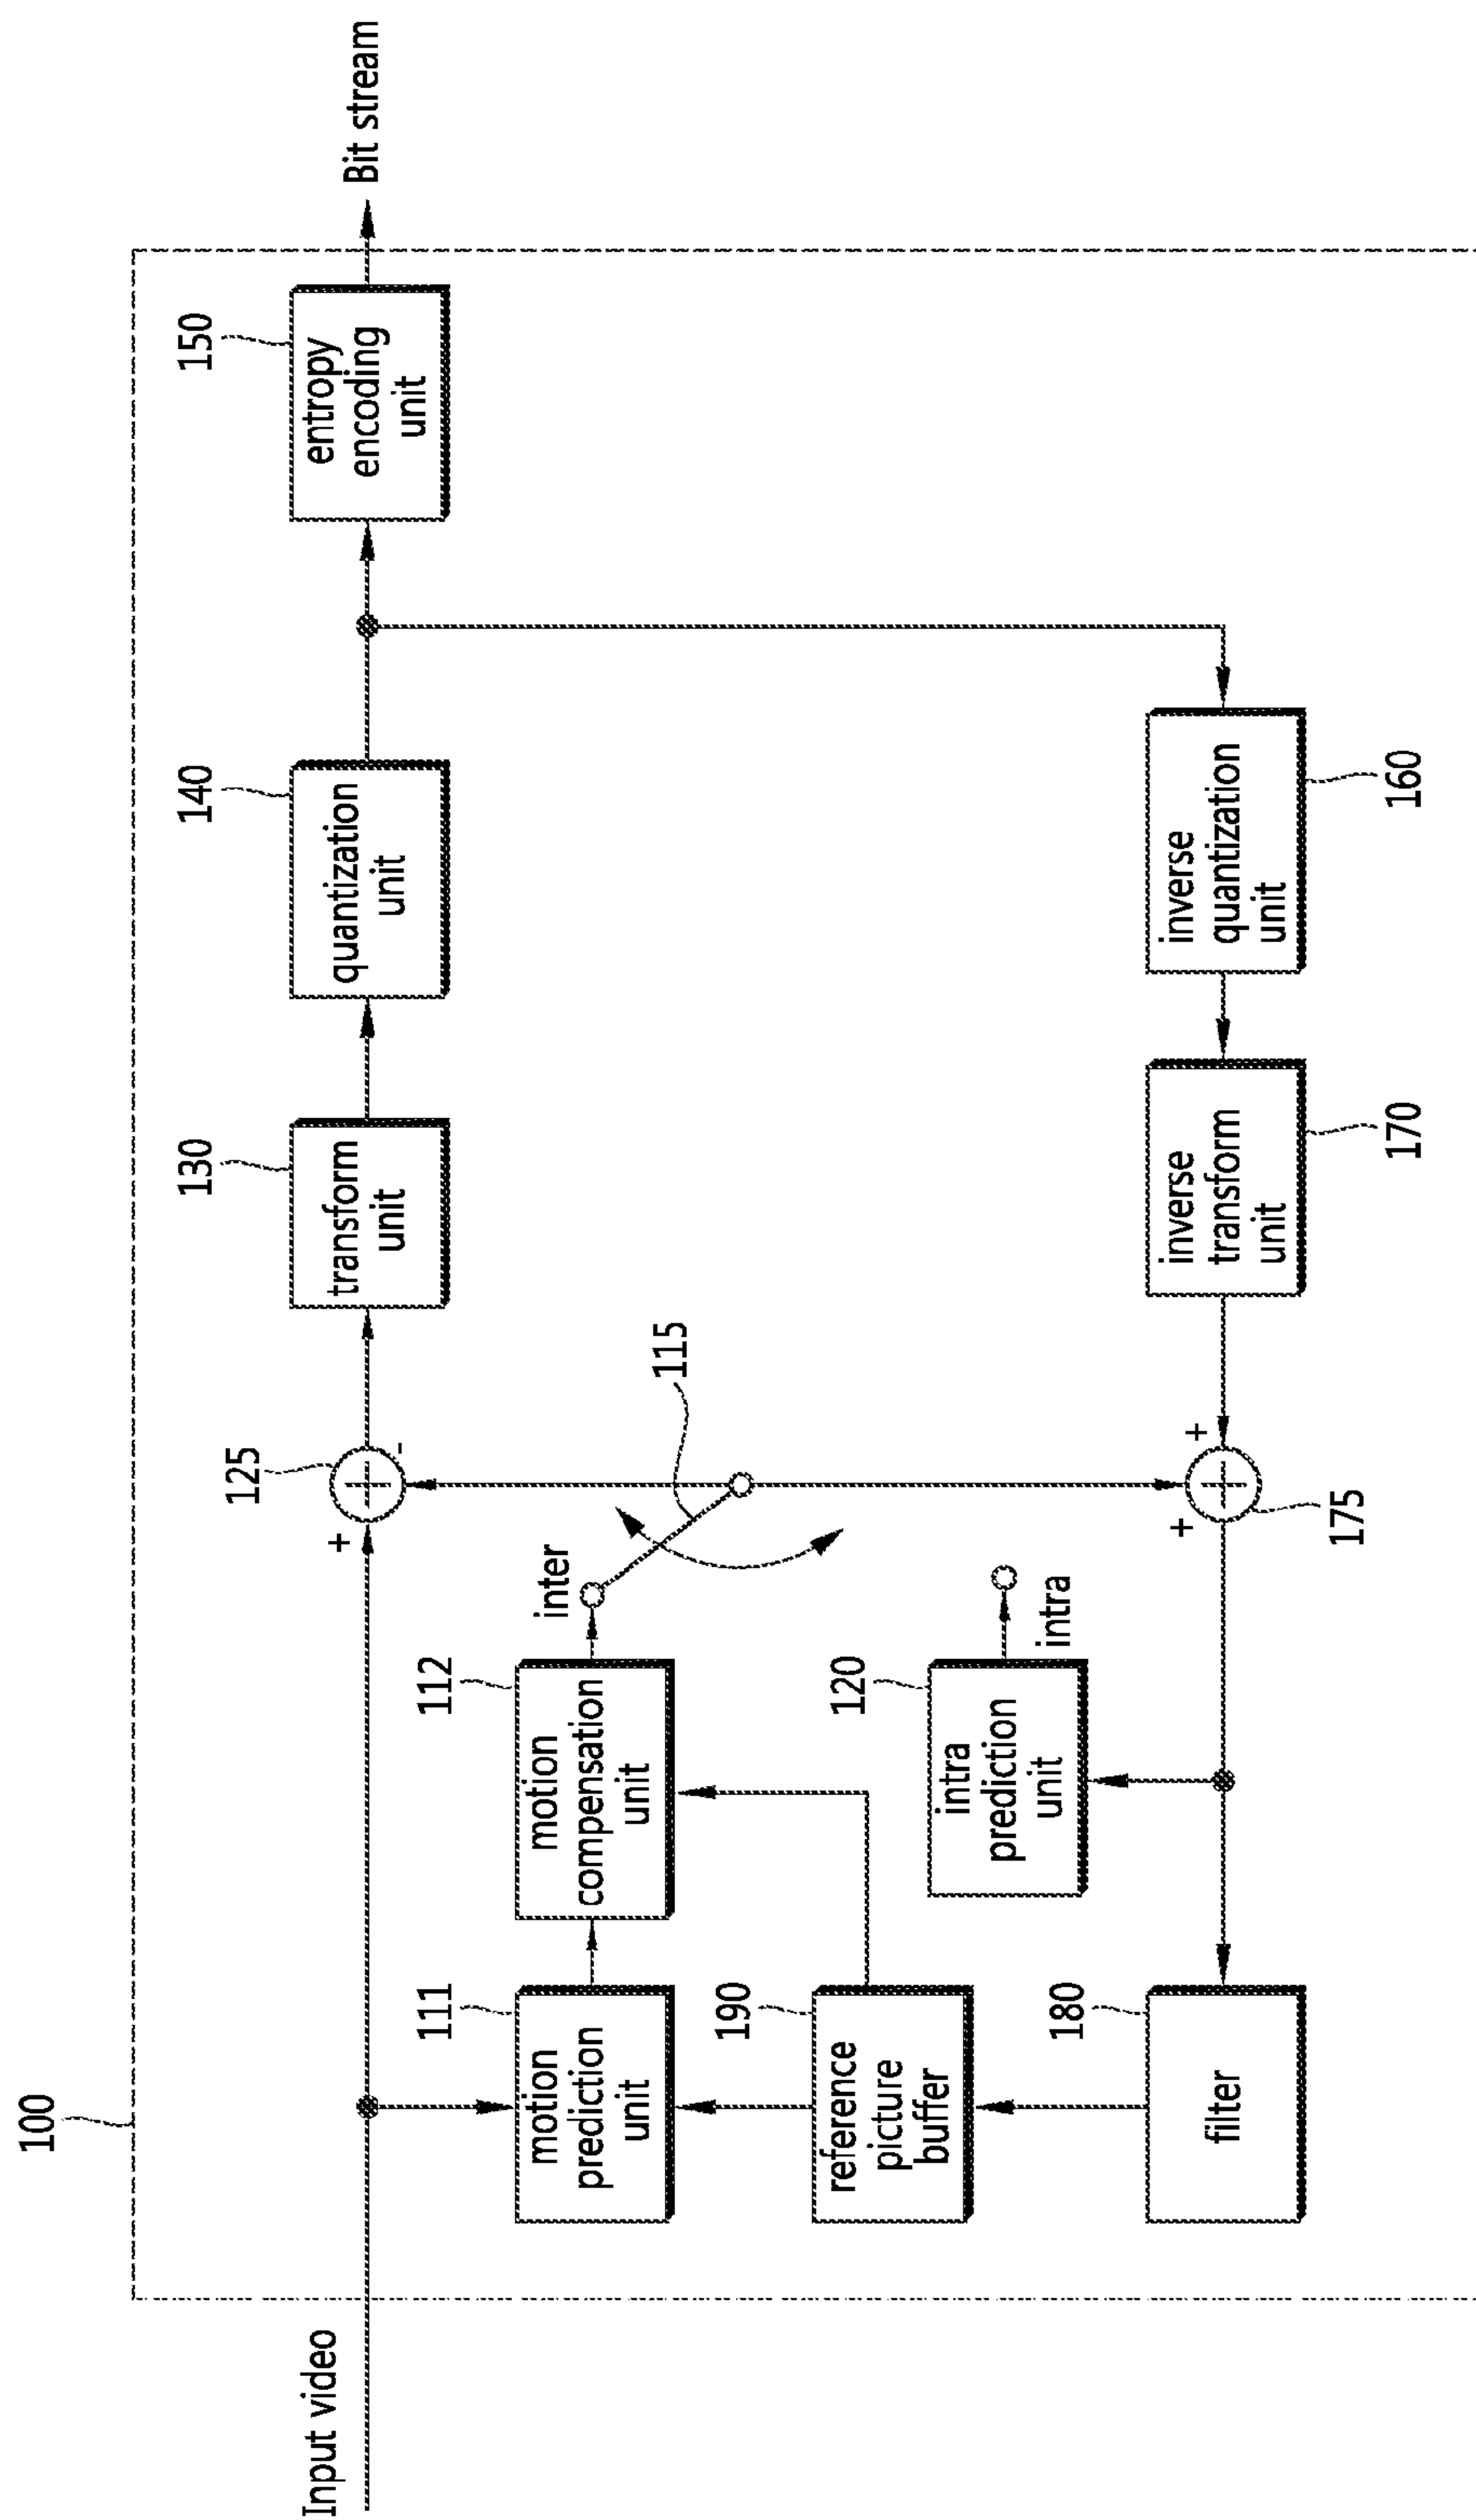 100
Input video
Bit stream
125
130
140
150
+
-
transform
unit
quantization
unit
entropy
encoding
unit
111
112
inter
115
motion
prediction
unit
motion
compensation
unit
190
120
reference
picture
buffer
intra
prediction
unit
intra
180
filter
+
+
175
inverse
transform
unit
170
inverse
quantization
unit
160